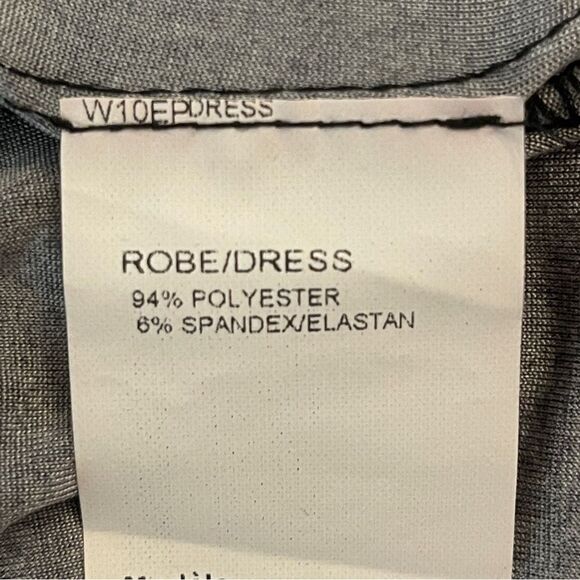 W10EPDRESS
ROBE/DRESS
94% POLYESTER
6% SPANDEX/ELASTAN